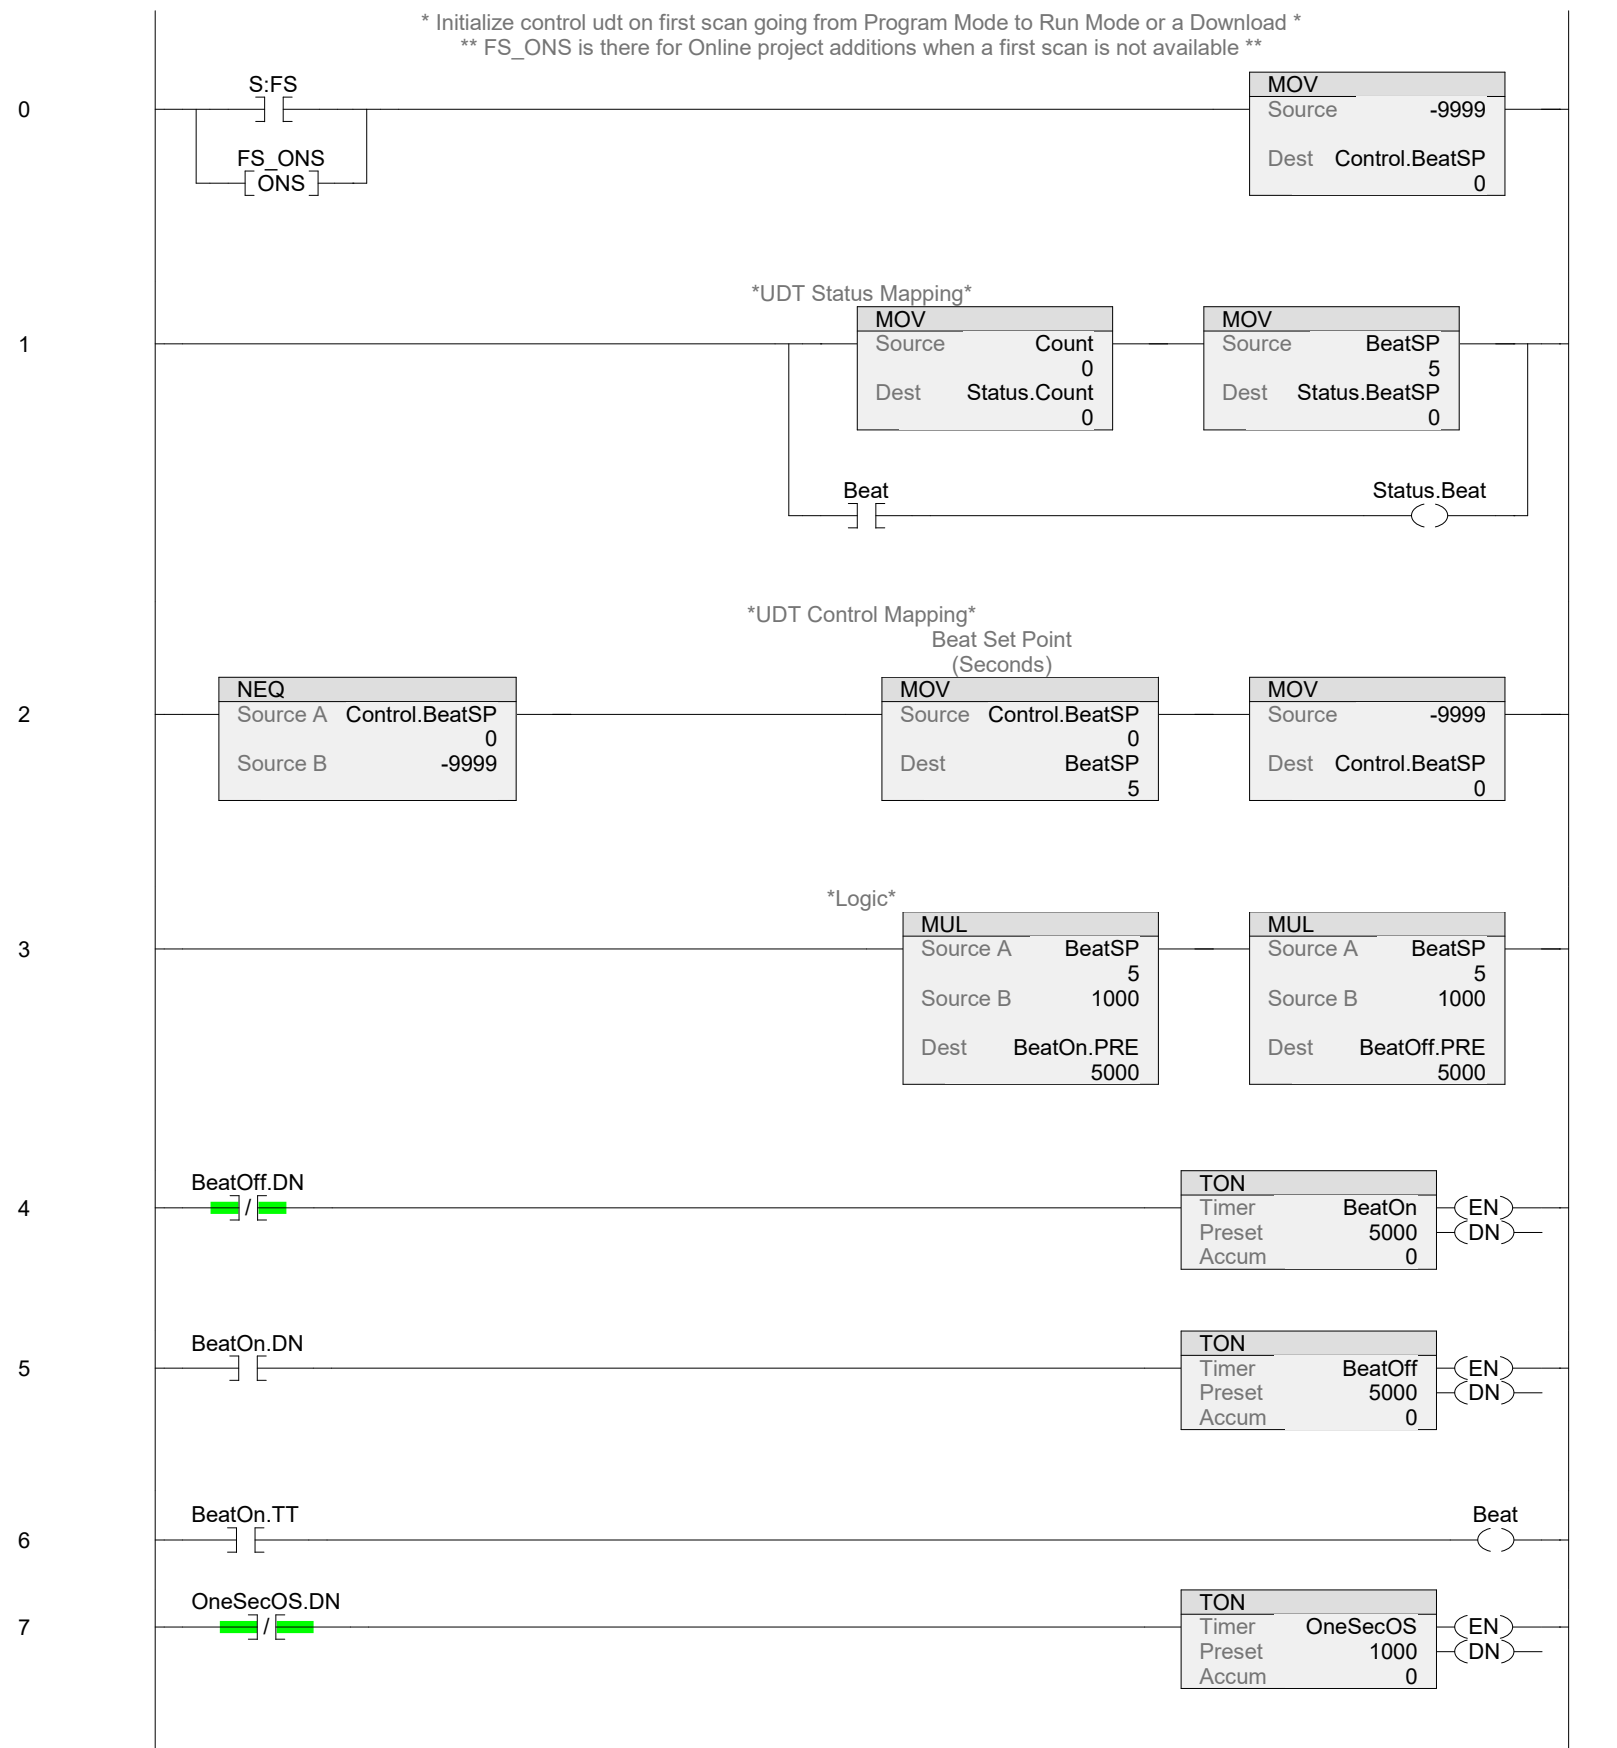 * Initialize control udt on first scan going from Program Mode to Run Mode or a Download *
** FS_ONS is there for Online project additions when a first scan is not available **
0
S:FS
FS_ONS
ONS
MOV
Source -9999
Dest Control.BeatSP
0
*UDT Status Mapping*
1
MOV
Source Count
0
Dest Status.Count
0
MOV
Source BeatSP
5
Dest Status.BeatSP
0
Beat
Status.Beat
*UDT Control Mapping*
Beat Set Point
(Seconds)
2
NEQ
Source A Control.BeatSP
0
Source B -9999
MOV
Source Control.BeatSP
0
Dest BeatSP
5
MOV
Source -9999
Dest Control.BeatSP
0
*Logic*
3
MUL
Source A BeatSP
5
Source B 1000
Dest BeatOn.PRE
5000
MUL
Source A BeatSP
5
Source B 1000
Dest BeatOff.PRE
5000
4
BeatOff.DN
/
TON
Timer BeatOn
Preset 5000
Accum 0
EN
DN
5
BeatOn.DN
TON
Timer BeatOff
Preset 5000
Accum 0
EN
DN
6
BeatOn.TT
Beat
7
OneSecOS.DN
/
TON
Timer OneSecOS
Preset 1000
Accum 0
EN
DN